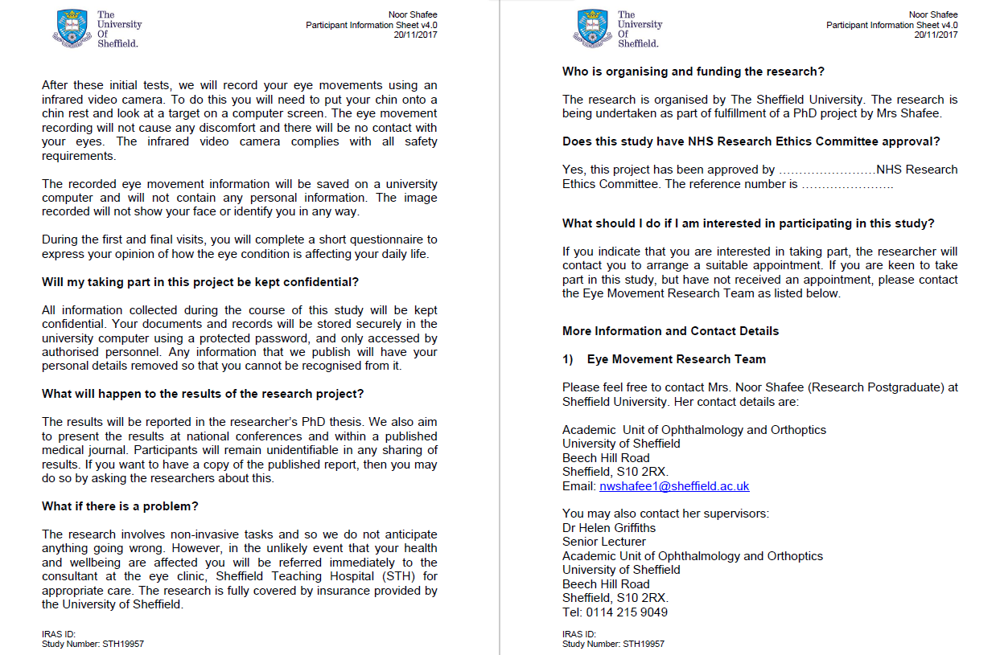 The
University
Of
Sheffield.
Noor Shafee
Participant Information Sheet v4.0
20/11/2017
After these initial tests, we will record your eye movements using an
infrared video camera. To do this you will need to put your chin onto a
chin rest and look at a target on a computer screen. The eye movement
recording will not cause any discomfort and there will be no contact with
your eyes. The infrared video camera complies with all safety
requirements.
The recorded eye movement information will be saved on a university
computer and will not contain any personal information. The image
recorded will not show your face or identify you in any way.
During the first and final visits, you will complete a short questionnaire to
express your opinion of how the eye condition is affecting your daily life.
Will my taking part in this project be kept confidential?
All information collected during the course of this study will be kept
confidential. Your documents and records will be stored securely in the
university computer using a protected password, and only accessed by
authorised personnel. Any information that we publish will have your
personal details removed so that you cannot be recognised from it.
What will happen to the results of the research project?
The results will be reported in the researcher's PhD thesis. We also aim
to present the results at national conferences and within a published
medical journal. Participants will remain unidentifiable in any sharing of
results. If you want to have a copy of the published report, then you may
do so by asking the researchers about this.
What if there is a problem?
The research involves non-invasive tasks and so we do not anticipate
anything going wrong. However, in the unlikely event that your health
and wellbeing are affected you will be referred immediately to the
consultant at the eye clinic, Sheffield Teaching Hospital (STH) for
appropriate care. The research is fully covered by insurance provided by
the University of Sheffield.
IRAS ID:
Study Number: STH19957
The
University
Of
Sheffield.
Noor Shafee
Participant Information Sheet v4.0
20/11/2017
Who is organising and funding the research?
The research is organised by The Sheffield University. The research is
being undertaken as part of fulfillment of a PhD project by Mrs Shafee.
Does this study have NHS Research Ethics Committee approval?
Yes, this project has been approved by ……………………NHS Research
Ethics Committee. The reference number is …………………..
What should I do if I am interested in participating in this study?
If you indicate that you are interested in taking part, the researcher will
contact you to arrange a suitable appointment. If you are keen to take
part in this study, but have not received an appointment, please contact
the Eye Movement Research Team as listed below.
More Information and Contact Details
1) Eye Movement Research Team
Please feel free to contact Mrs. Noor Shafee (Research Postgraduate) at
Sheffield University. Her contact details are:
Academic Unit of Ophthalmology and Orthoptics
University of Sheffield
Beech Hill Road
Sheffield, S10 2RX.
Email: nwshafee1@sheffield.ac.uk
You may also contact her supervisors:
Dr Helen Griffiths
Senior Lecturer
Academic Unit of Ophthalmology and Orthoptics
University of Sheffield
Beech Hill Road
Sheffield, S10 2RX.
Tel: 0114 215 9049
IRAS ID:
Study Number: STH19957